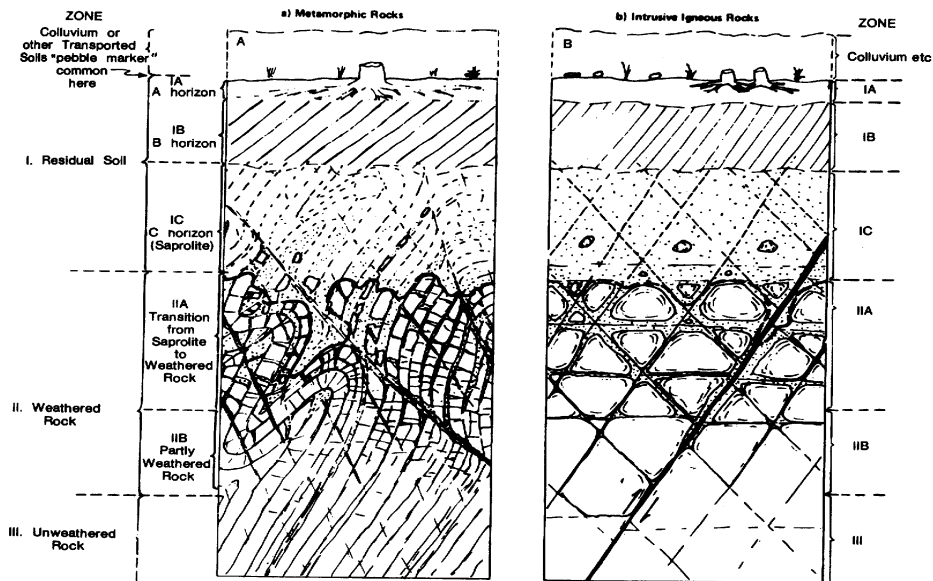 ZONE
Colluvium or
other Transported
Soils "pebble marker"
common
here
IA
A horizon
IB
B horizon
I. Residual Soil
IC
C horizon
(Saprolite)
IIA
Transition
from
Saprolite
to
Weathered
Rock
II. Weathered
Rock
IIB
Partly
Weathered
Rock
III. Unweathered
Rock
a) Metamorphic Rocks
A
b) Intrusive Igneous Rocks
B
ZONE
Colluvium etc
IA
IB
IC
IIA
IIB
III